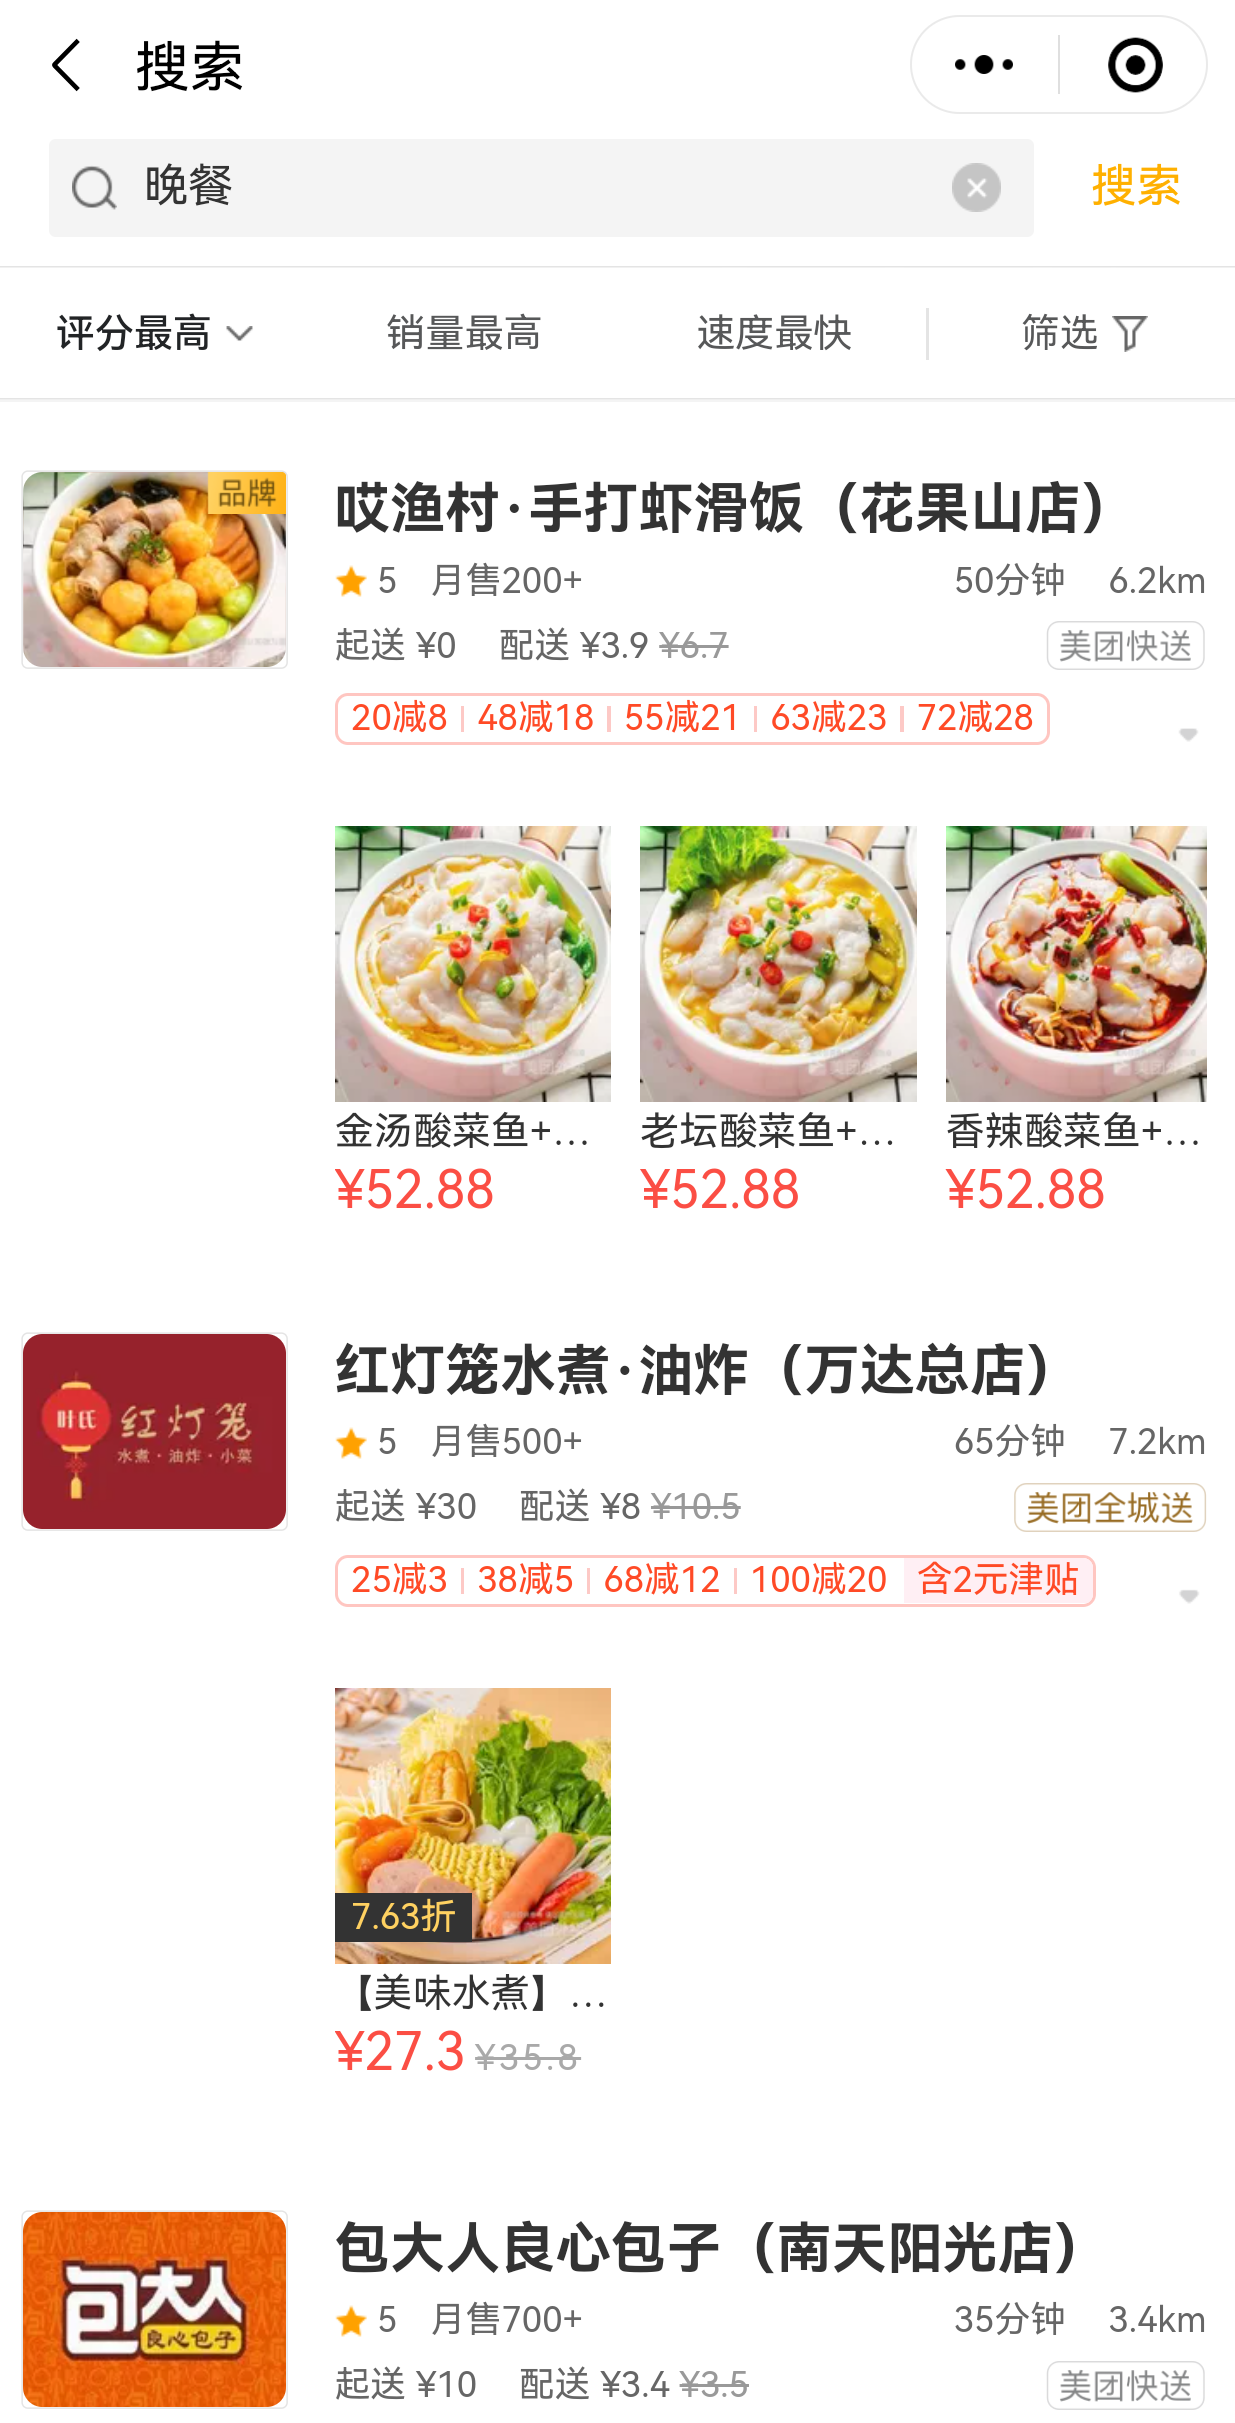 搜索
晚餐
搜索
评分最高 销量最高 速度最快 筛选
品牌
哎渔村·手打虾滑饭（花果山店）
5 月售200+ 50分钟 6.2km
起送 ¥0 配送 ¥3.9 ¥6.7 美团快送
20减8 48减18 55减21 63减23 72减28
金汤酸菜鱼+... 老坛酸菜鱼+... 香辣酸菜鱼+...
¥52.88 ¥52.88 ¥52.88
叶氏 红灯笼
水煮·油炸·小菜
红灯笼水煮·油炸（万达总店）
5 月售500+ 65分钟 7.2km
起送 ¥30 配送 ¥8 ¥10.5 美团全城送
25减3 38减5 68减12 100减20 含2元津贴
7.63折
【美味水煮】...
¥27.3 ¥35.8
包大人
良心包子
包大人良心包子（南天阳光店）
5 月售700+ 35分钟 3.4km
起送 ¥10 配送 ¥3.4 ¥3.5 美团快送